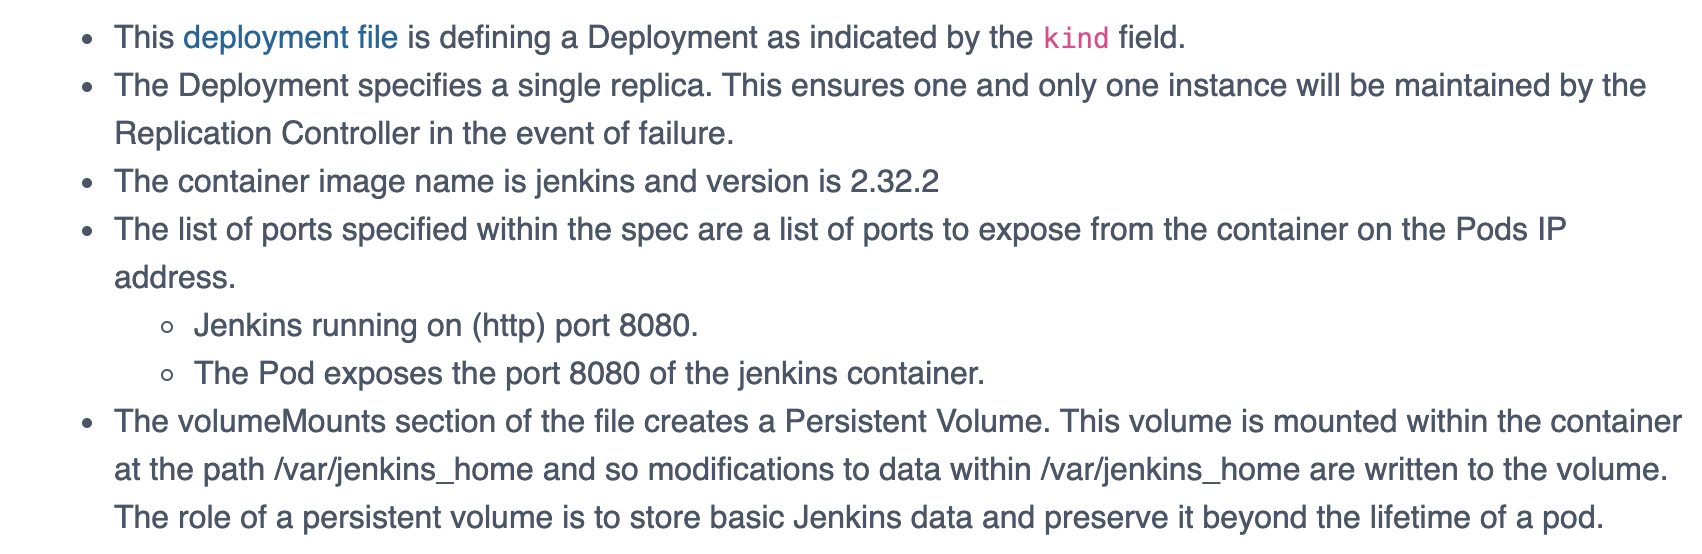 • This deployment file is defining a Deployment as indicated by the kind field.
• The Deployment specifies a single replica. This ensures one and only one instance will be maintained by the
Replication Controller in the event of failure.
• The container image name is jenkins and version is 2.32.2
• The list of ports specified within the spec are a list of ports to expose from the container on the Pods IP
address.
◦ Jenkins running on (http) port 8080.
◦ The Pod exposes the port 8080 of the jenkins container.
• The volumeMounts section of the file creates a Persistent Volume. This volume is mounted within the container
at the path /var/jenkins_home and so modifications to data within /var/jenkins_home are written to the volume.
The role of a persistent volume is to store basic Jenkins data and preserve it beyond the lifetime of a pod.